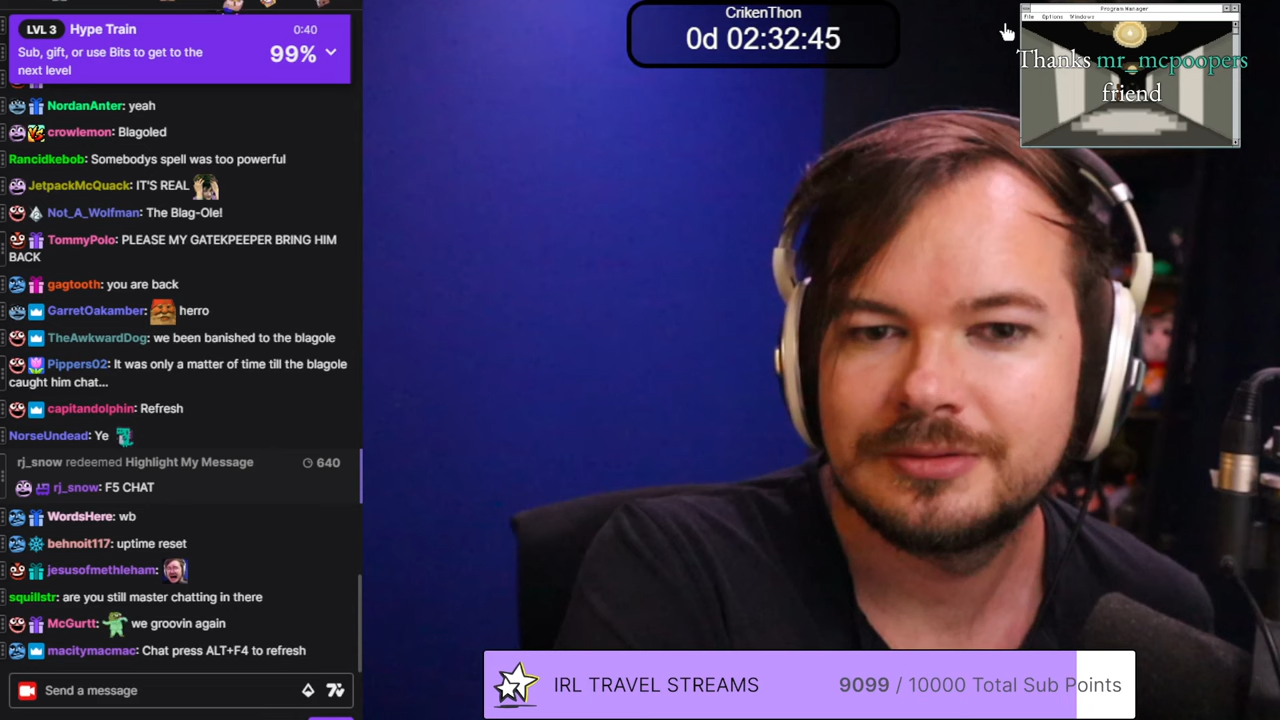 LVL 3 Hype Train 0:40
Sub, gift, or use Bits to get to the
next level
99%
NordanAnter: yeah
crowlemon: Blagoled
Rancidkebob: Somebodys spell was too powerful
JetpackMcQuack: IT'S REAL
Not_A_Wolfman: The Blag-Ole!
TommyPolo: PLEASE MY GATEKPEEPER BRING HIM
BACK
gagtooth: you are back
GarretOakamber: herro
TheAwkwardDog: we been banished to the blagole
Pippers02: It was only a matter of time till the blagole
caught him chat...
capitandolphin: Refresh
NorseUndead: Ye
rj_snow redeemed Highlight My Message 640
rj_snow: F5 CHAT
WordsHere: wb
behnoit117: uptime reset
jesusofmethleham:
squillstr: are you still master chatting in there
McGurtt: we groovin again
macitymacmac: Chat press ALT+F4 to refresh
Send a message
CrikenThon
0d 02:32:45
Program Manager
File Options Windows
Thanks mr_mcpoopers
friend
IRL TRAVEL STREAMS 9099 / 10000 Total Sub Points